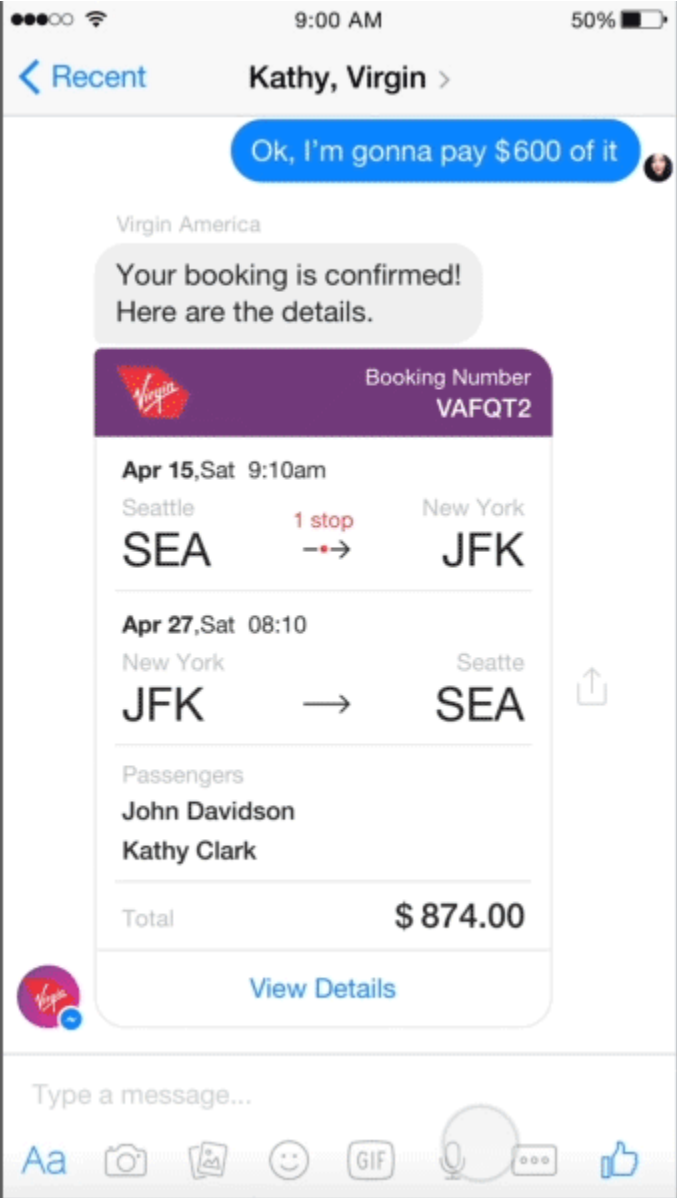 9:00 AM 50%
Recent Kathy, Virgin
Ok, I'm gonna pay $600 of it
Virgin America
Your booking is confirmed!
Here are the details.
Virgin
Booking Number
VAFQT2
Apr 15,Sat 9:10am
Seattle 1 stop New York
SEA JFK
Apr 27,Sat 08:10
New York Seatte
JFK SEA
Passengers
John Davidson
Kathy Clark
Total $ 874.00
View Details
Virgin
Type a message...
Aa GIF